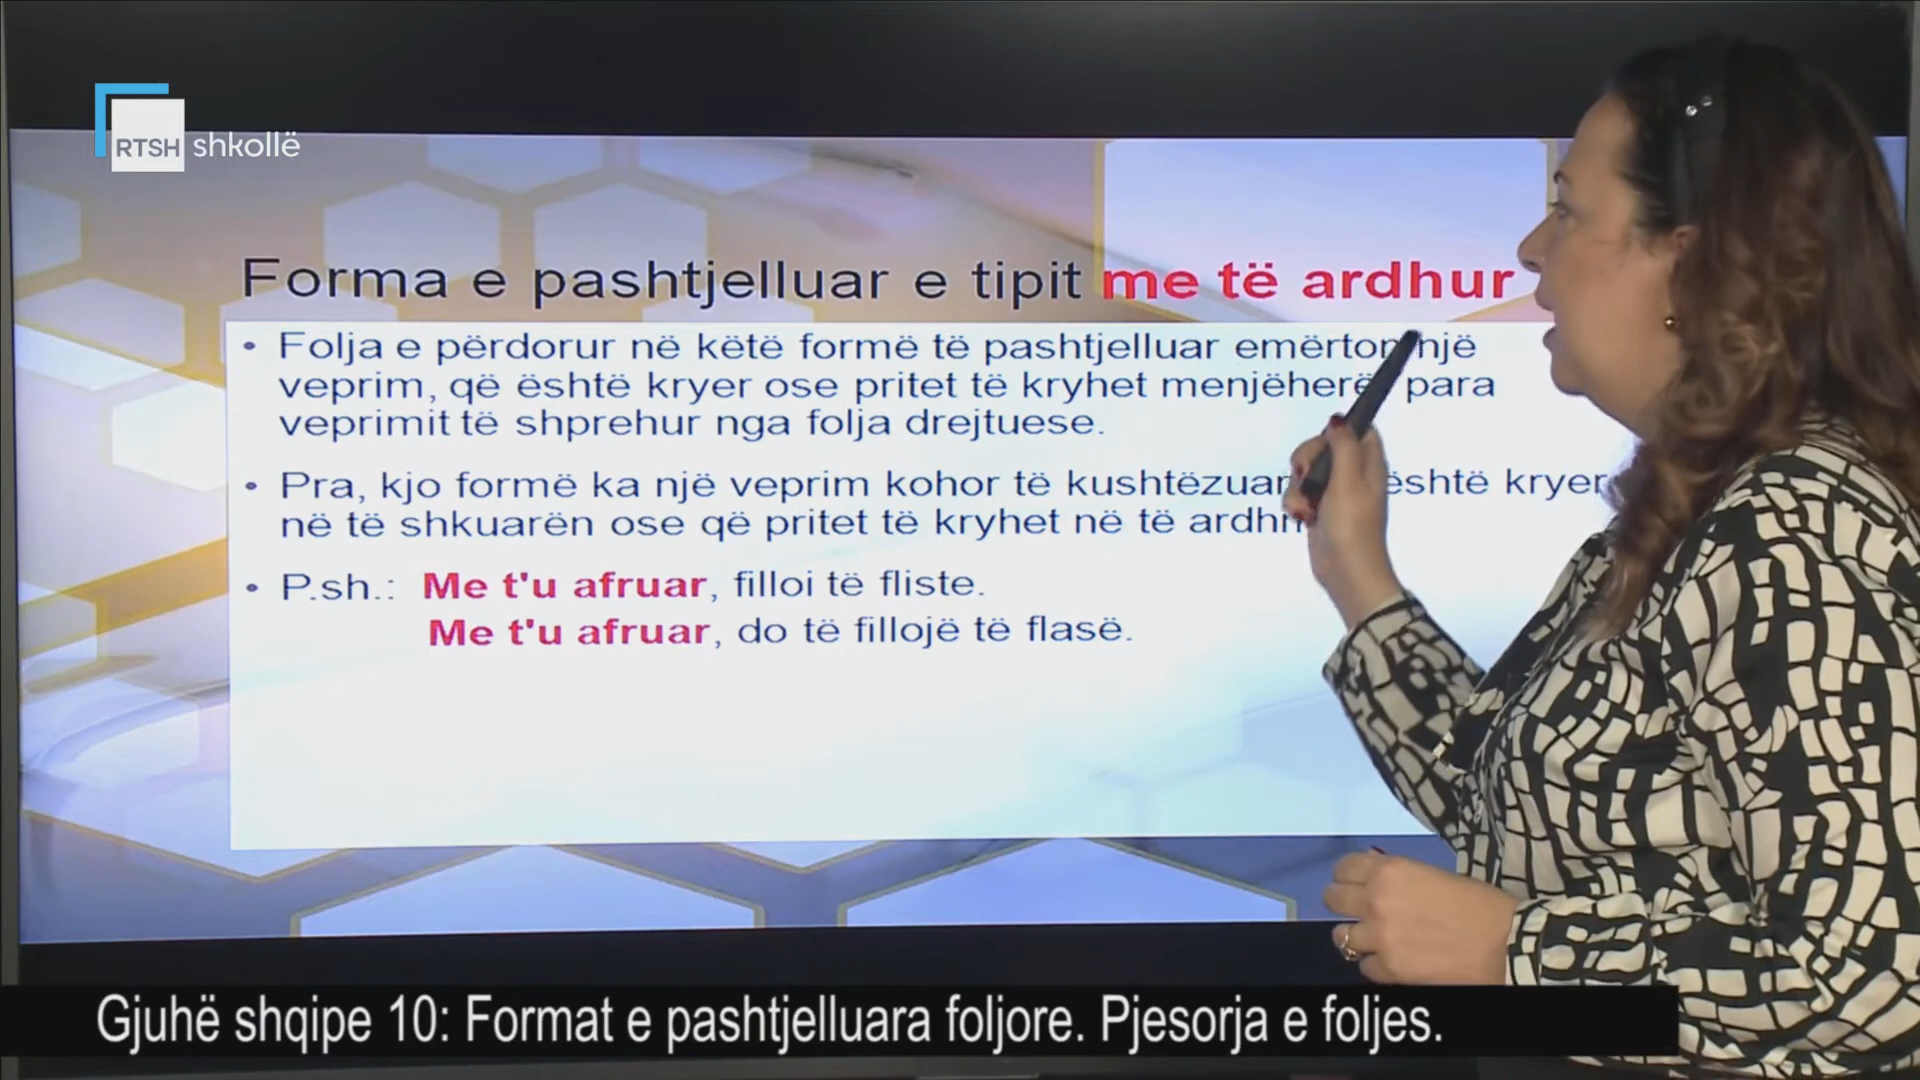 RTSH shkollë
Forma e pashtjelluar e tipit me të ardhur
• Folja e përdorur në këtë formë të pashtjelluar emërton një
veprim, që është kryer ose pritet të kryhet menjëherë para
veprimit të shprehur nga folja drejtuese.
• Pra, kjo formë ka një veprim kohor të kushtëzuar është kryer
në të shkuarën ose që pritet të kryhet në të
• P.sh.: Me t'u afruar, filloi të fliste.
Me t'u afruar, do të fillojë të flasë.
Gjuhë shqipe 10: Format e pashtjelluara foljore. Pjesorja e foljes.